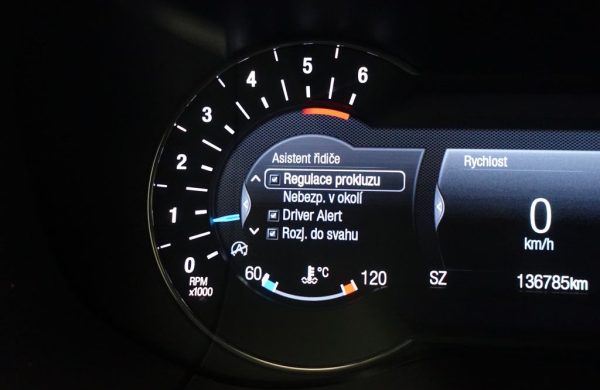 0
1
2
3
4
5
6
RPM
x1000
Asistent řidiče
Regulace prokluzu
Nebezp. v okolí
Driver Alert
Rozj. do svahu
60 °C 120
Rychlost
0
km/h
SZ 136785km